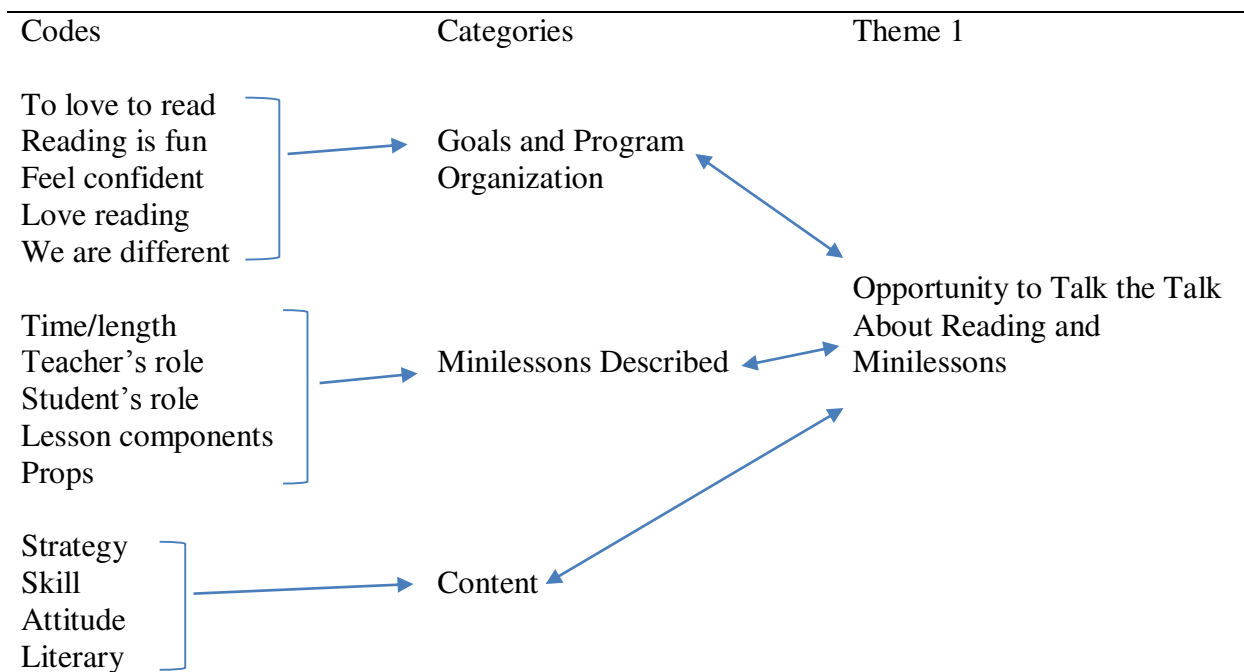 Codes Categories Theme 1
To love to read
Reading is fun Goals and Program
Feel confident Organization
Love reading
We are different
Opportunity to Talk the Talk
Time/length About Reading and
Teacher’s role Minilessons Described Minilessons
Student’s role
Lesson components
Props
Strategy
Skill Content
Attitude
Literary